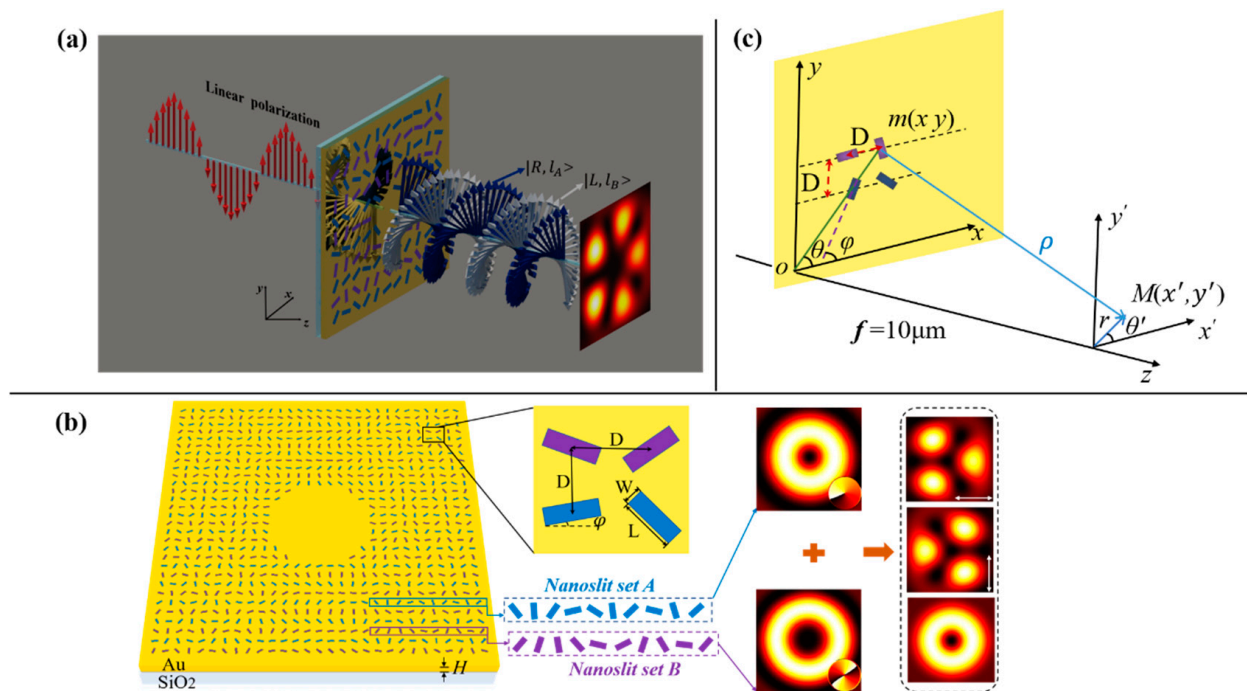 (a)
Linear polarization
|R, l_A>
|L, l_B>
y
x
z
(c)
y
m(x y)
D
D
θ
φ
x
o
ρ
y′
M(x′,y′)
r
θ′
x′
f =10μm
z
(b)
D
D
W
L
φ
Nanoslit set A
Nanoslit set B
Au
H
SiO2